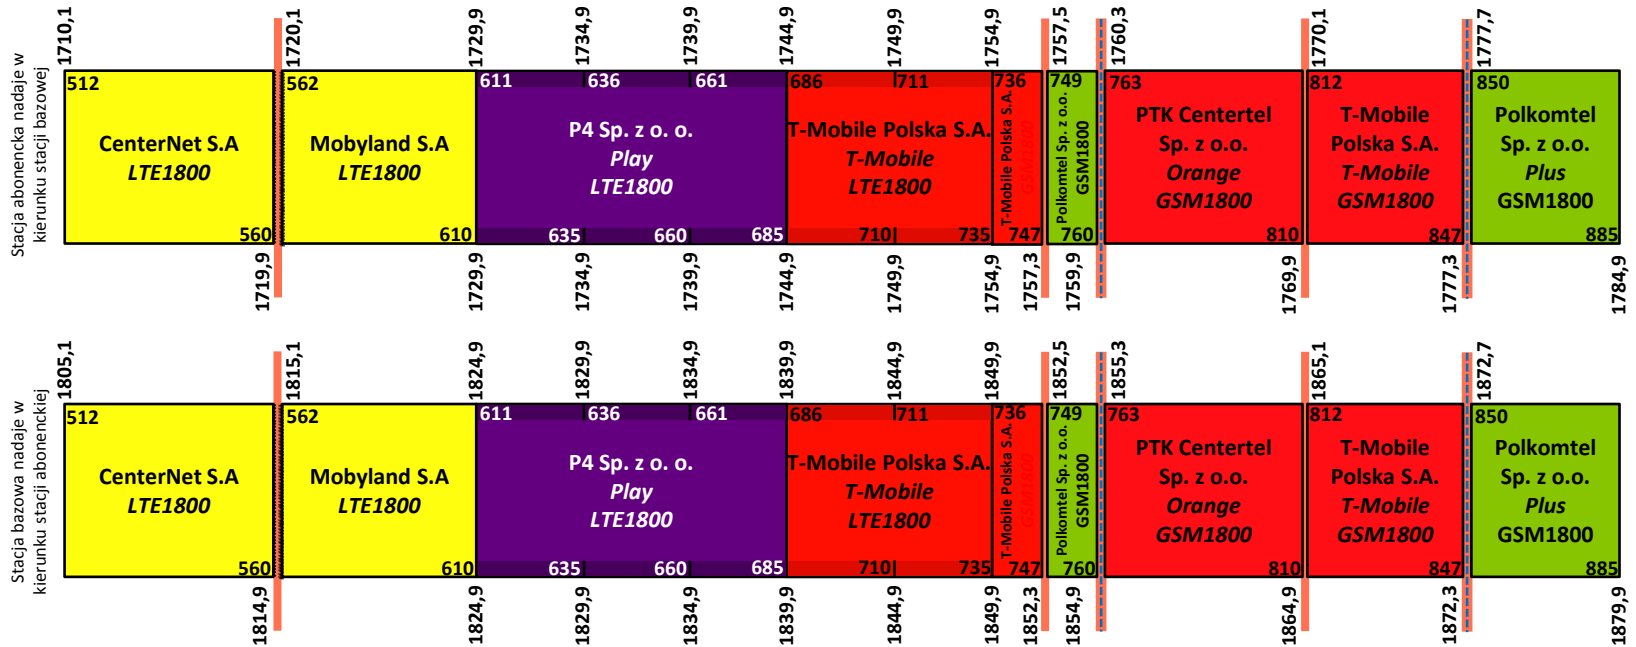 1710,1
1720,1
1729,9
1734,9
1739,9
1744,9
1749,9
1754,9
1757,5
1760,3
1770,1
1777,7
Stacja abonencka nadaje w
kierunku stacji bazowej
512
CenterNet S.A
LTE1800
560
562
Mobyland S.A
LTE1800
610
611
636
661
P4 Sp. z o. o.
Play
LTE1800
635
660
685
686
711
T-Mobile Polska S.A.
T-Mobile
LTE1800
710
735
736
T-Mobile Polska S.A.
GSM1800
747
749
Polkomtel Sp. z o.o.
GSM1800
760
763
PTK Centertel
Sp. z o.o.
Orange
GSM1800
810
812
T-Mobile
Polska S.A.
T-Mobile
GSM1800
847
850
Polkomtel
Sp. z o.o.
Plus
GSM1800
885
1719,9
1729,9
1734,9
1739,9
1744,9
1749,9
1754,9
1757,3
1759,9
1769,9
1777,3
1784,9
1805,1
1815,1
1824,9
1829,9
1834,9
1839,9
1844,9
1849,9
1852,5
1855,3
1865,1
1872,7
Stacja bazowa nadaje w
kierunku stacji abonenckiej
512
CenterNet S.A
LTE1800
560
562
Mobyland S.A
LTE1800
610
611
636
661
P4 Sp. z o. o.
Play
LTE1800
635
660
685
686
711
T-Mobile Polska S.A.
T-Mobile
LTE1800
710
735
736
T-Mobile Polska S.A.
GSM1800
747
749
Polkomtel Sp. z o.o.
GSM1800
760
763
PTK Centertel
Sp. z o.o.
Orange
GSM1800
810
812
T-Mobile
Polska S.A.
T-Mobile
GSM1800
847
850
Polkomtel
Sp. z o.o.
Plus
GSM1800
885
1814,9
1824,9
1829,9
1834,9
1839,9
1844,9
1849,9
1852,3
1854,9
1864,9
1872,3
1879,9